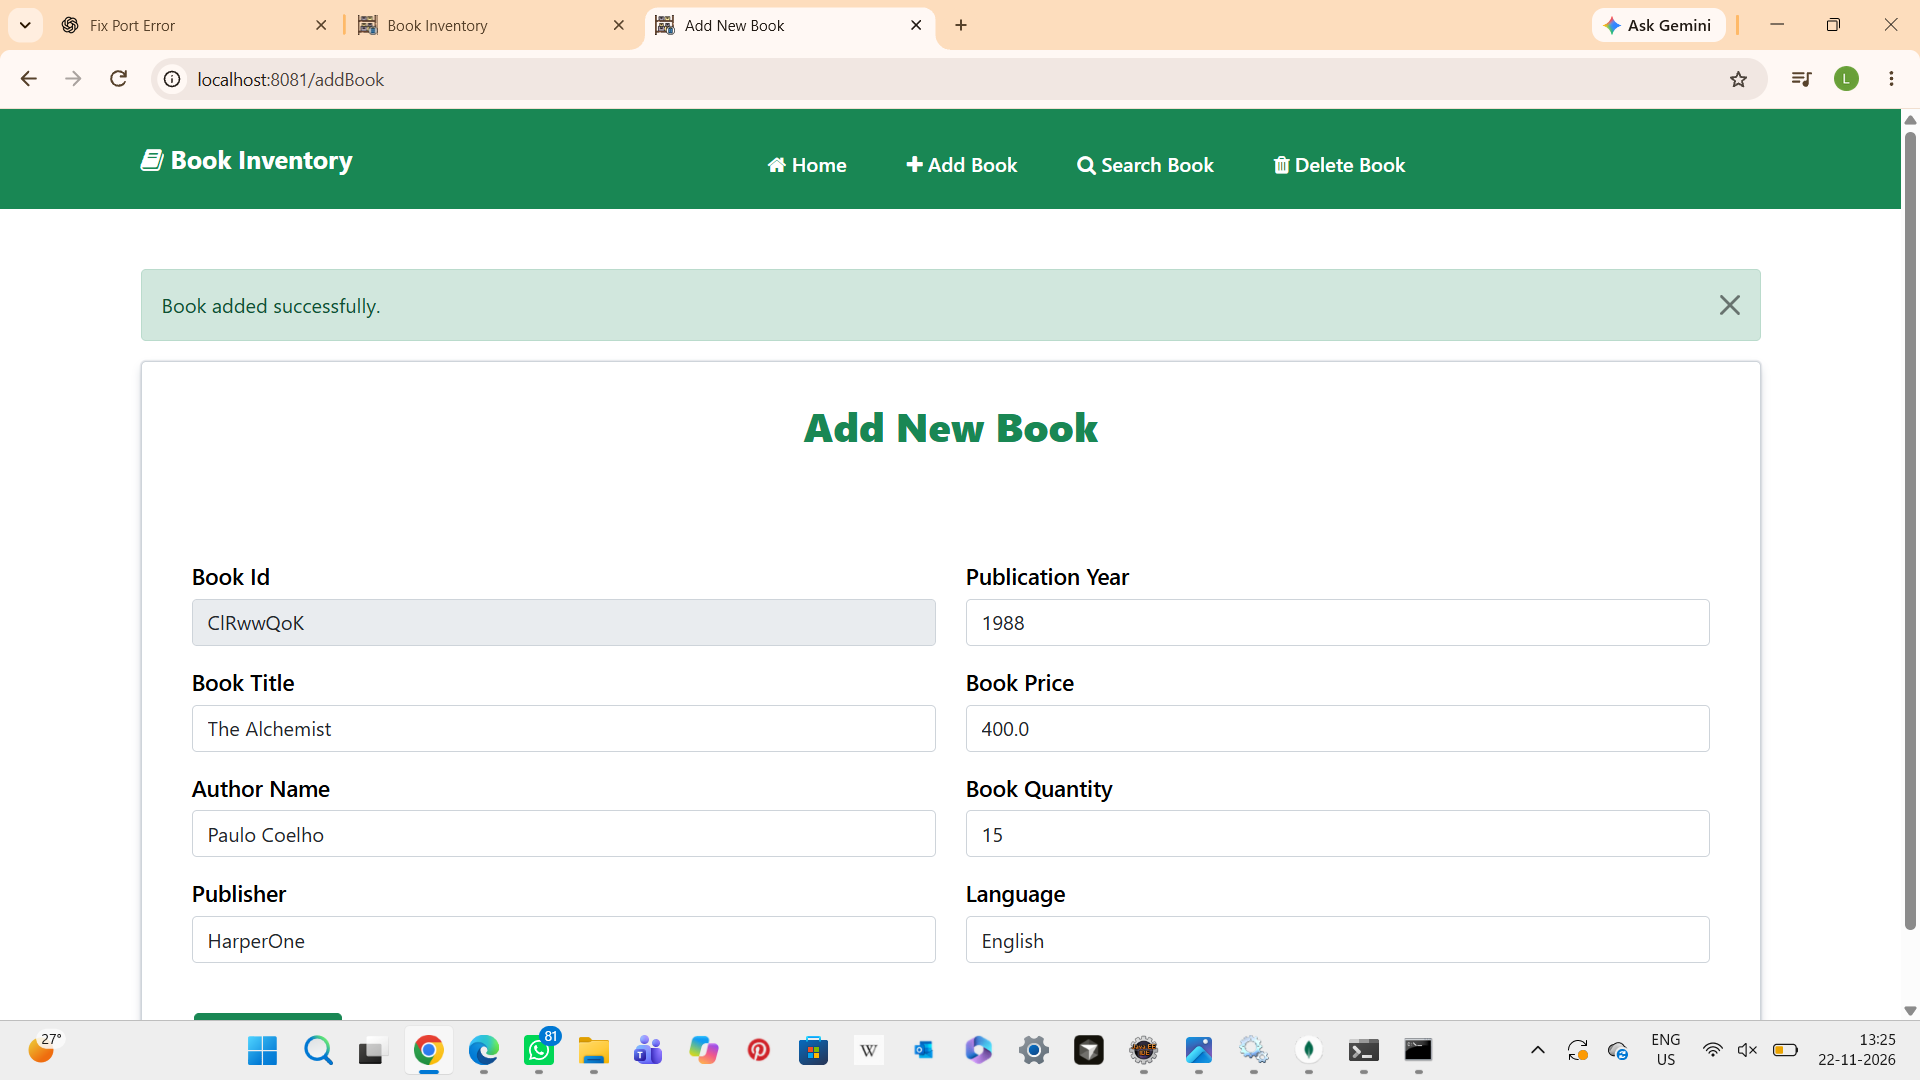 Fix Port Error
Book Inventory
Add New Book
Ask Gemini
localhost:8081/addBook
L
Book Inventory
Home
Add Book
Search Book
Delete Book
Book added successfully.
Add New Book
Book Id
Publication Year
ClRwwQoK
1988
Book Title
Book Price
The Alchemist
400.0
Author Name
Book Quantity
Paulo Coelho
15
Publisher
Language
HarperOne
English
27°
81
T
W
ENG
US
13:25
22-11-2026